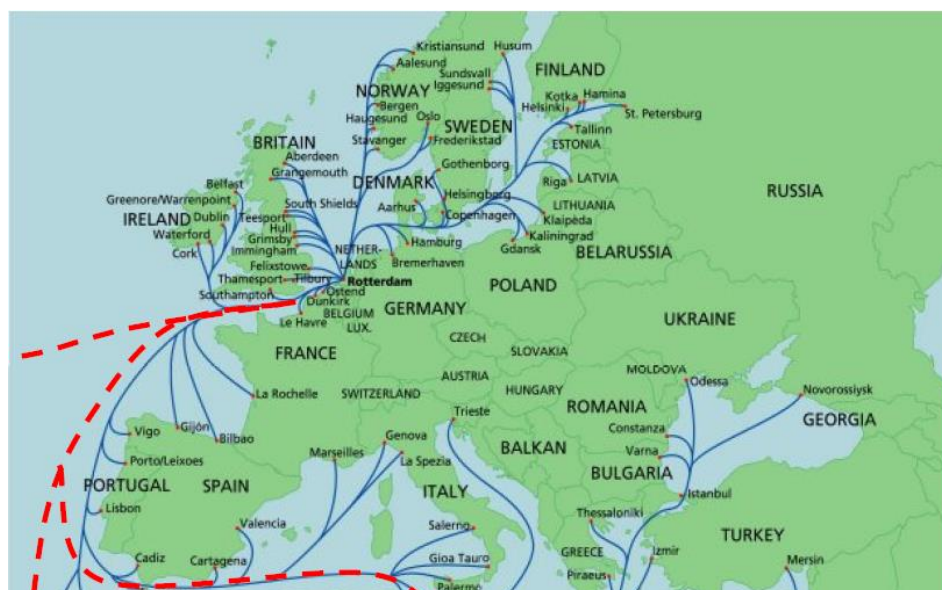 Kristiansund
Husum
Aalesund
Sundsvall
Iggesund
FINLAND
NORWAY
Kotka
Hamina
Bergen
Oslo
Helsinki
St. Petersburg
Haugesund
SWEDEN
Tallinn
Stavanger
Frederikstad
ESTONIA
BRITAIN
Aberdeen
Gothenborg
Grangemouth
DENMARK
Riga
LATVIA
RUSSIA
Belfast
Greenore/Warrenpoint
Helsingborg
LITHUANIA
South Shields
Aarhus
Copenhagen
Klaipėda
IRELAND
Dublin
Teesport
Waterford
Hull
Kaliningrad
Cork
Grimsby
Hamburg
Gdansk
Immingham
NETHER-
LANDS
Bremerhaven
BELARUSSIA
Felixstowe
Thamesport
Tilbury
Rotterdam
POLAND
Southampton
Ostend
Dunkirk
BELGIUM
GERMANY
Le Havre
LUX.
UKRAINE
CZECH
FRANCE
SLOVAKIA
MOLDOVA
AUSTRIA
Odessa
La Rochelle
SWITZERLAND
HUNGARY
Novorossiysk
ROMANIA
Trieste
GEORGIA
Vigo
Gijón
Bilbao
Genova
Constanza
Marseilles
BALKAN
Varna
Porto/Leixoes
La Spezia
BULGARIA
PORTUGAL
SPAIN
ITALY
Istanbul
Lisbon
Thessaloniki
Valencia
Salerno
TURKEY
Cadiz
Cartagena
Gioa Tauro
GREECE
Izmir
Mersin
Piraeus
Palermo